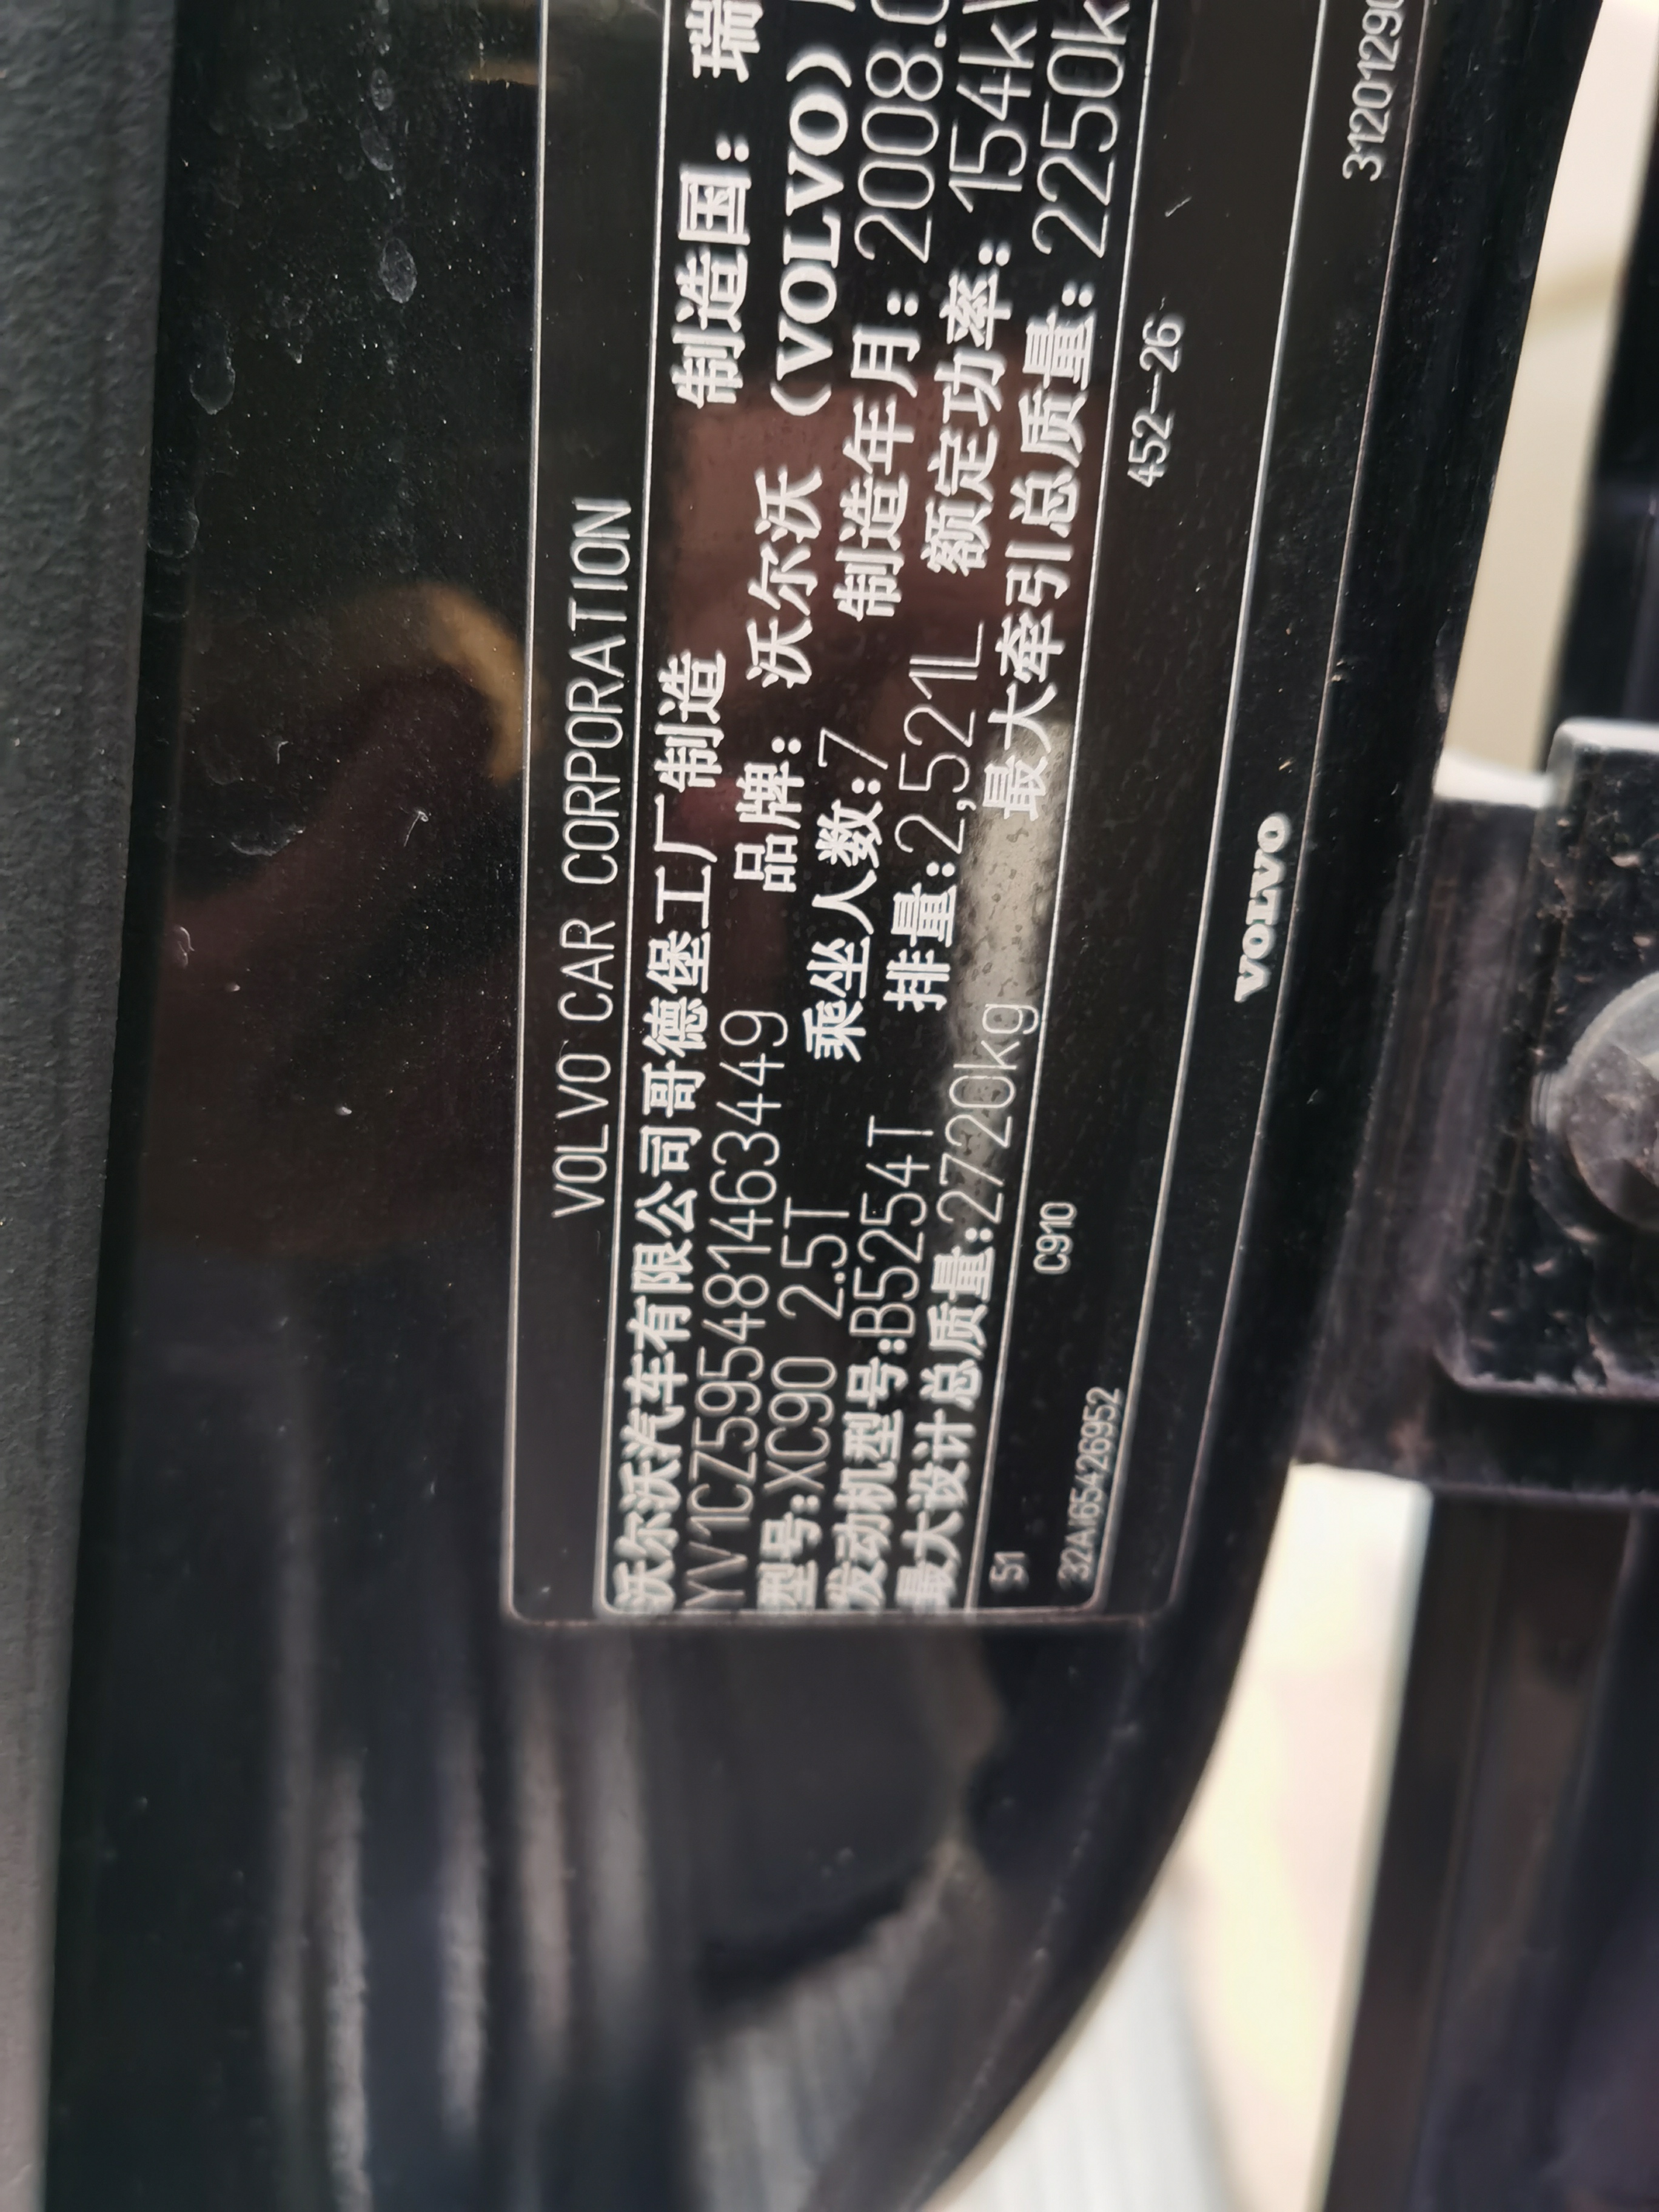 VOLVO CAR CORPORATION
沃尔沃汽车有限公司哥德堡工厂制造 制造国：瑞
YV1CZ595481463449 品牌：沃尔沃 (VOLVO)
型号:XC90 2.5T 乘坐人数:7 制造年月：2008.0
发动机型号:B5254T 排量:2,521L 额定功率：154k
最大设计总质量:2720kg 最大牵引总质量：2250k
51 C910 452-26
32A165426952
VOLVO
3120129